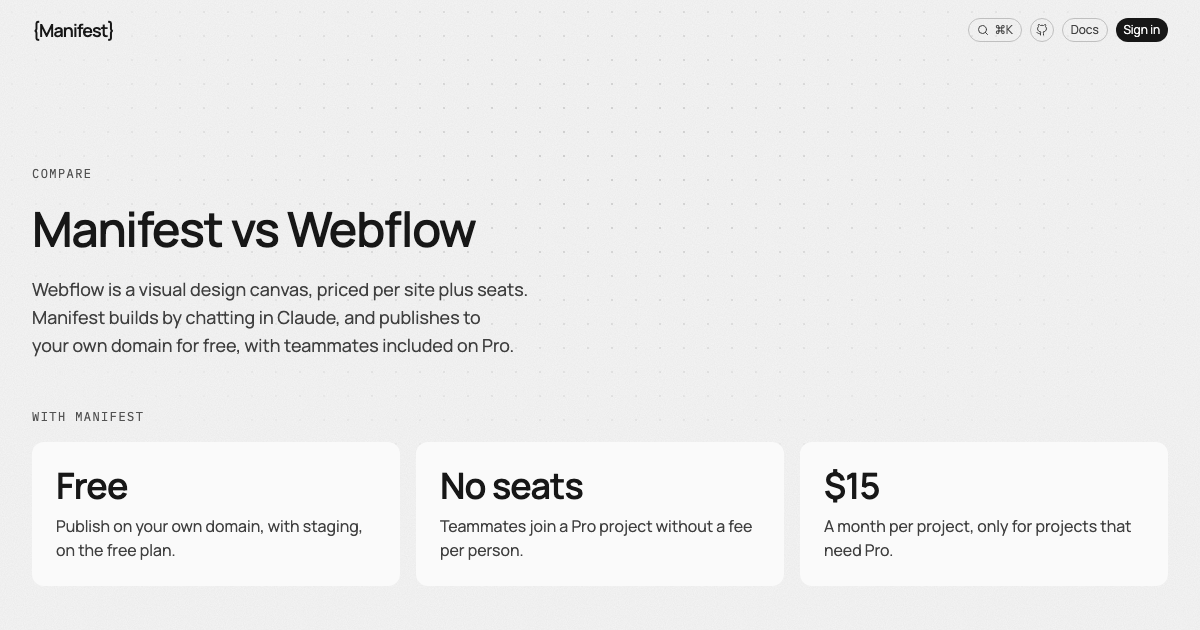 {Manifest}
⌘K
Docs
Sign in
COMPARE
Manifest vs Webflow
Webflow is a visual design canvas, priced per site plus seats.
Manifest builds by chatting in Claude, and publishes to
your own domain for free, with teammates included on Pro.
WITH MANIFEST
Free
Publish on your own domain, with staging,
on the free plan.
No seats
Teammates join a Pro project without a fee
per person.
$15
A month per project, only for projects that
need Pro.